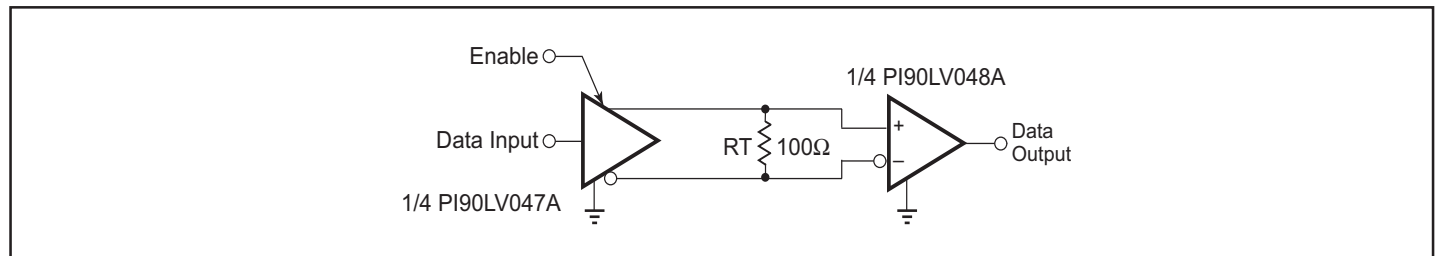 Enable
1/4 PI90LV048A
Data Input
RT 100Ω
+
–
Data
Output
1/4 PI90LV047A